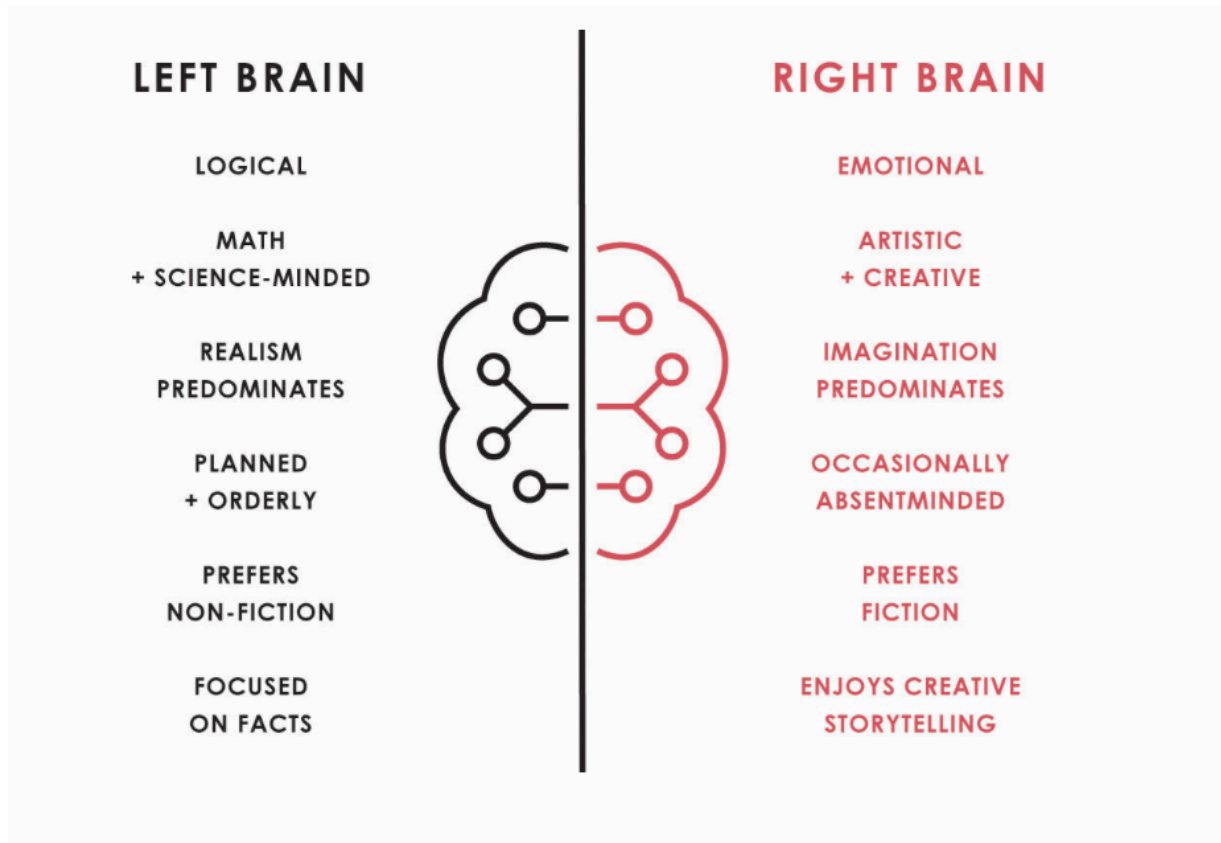 LEFT BRAIN
LOGICAL
MATH
+ SCIENCE-MINDED
REALISM
PREDOMINATES
PLANNED
+ ORDERLY
PREFERS
NON-FICTION
FOCUSED
ON FACTS
RIGHT BRAIN
EMOTIONAL
ARTISTIC
+ CREATIVE
IMAGINATION
PREDOMINATES
OCCASIONALLY
ABSENTMINDED
PREFERS
FICTION
ENJOYS CREATIVE
STORYTELLING